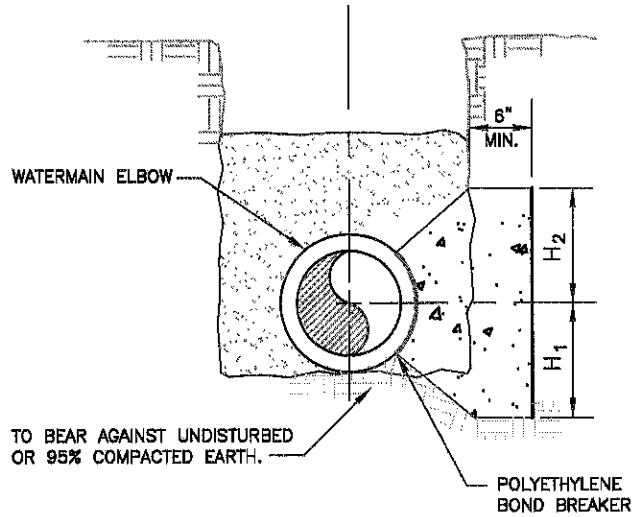 6"
MIN.
WATERMAIN ELBOW
H2
H1
TO BEAR AGAINST UNDISTURBED
OR 95% COMPACTED EARTH.
POLYETHYLENE
BOND BREAKER